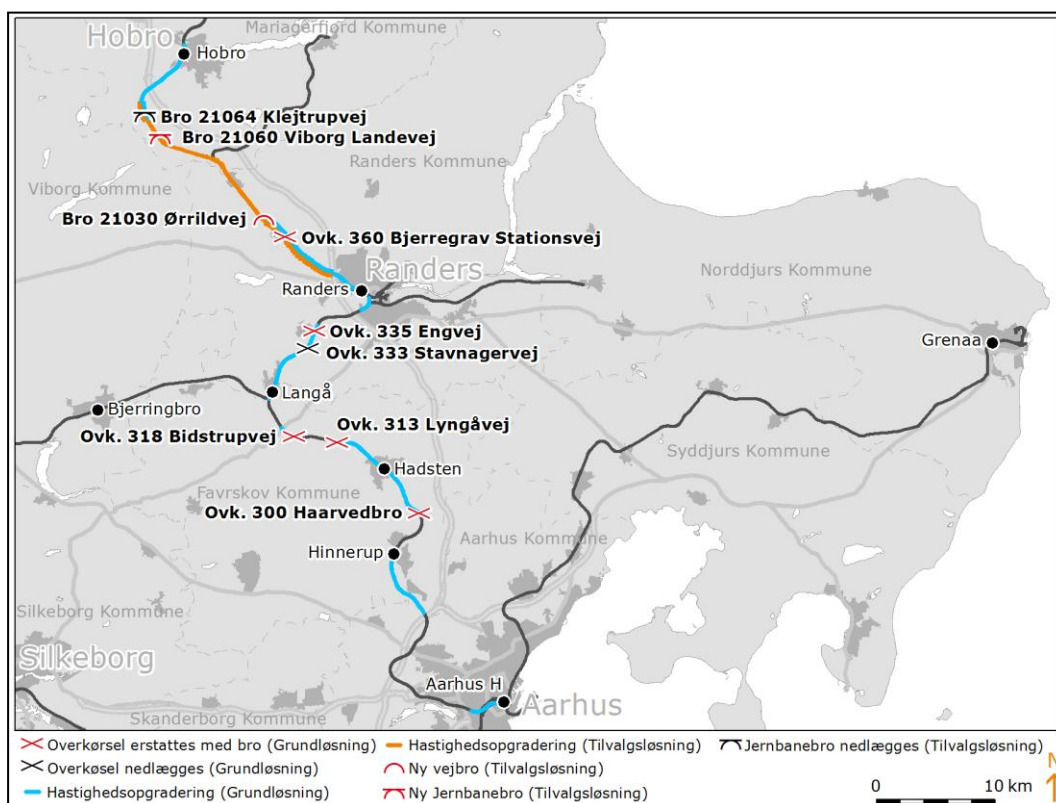 Mariagerfjord Kommune
Hobro
Hobro
Bro 21064 Klejtrupvej
Bro 21060 Viborg Landevej
Randers Kommune
Viborg Kommune
Bro 21030 Ørrildvej
Ovk. 360 Bjerregrav Stationsvej
Randers
Norddjurs Kommune
Randers
Ovk. 335 Engvej
Grenaa
Ovk. 333 Stavnagervej
Langå
Bjerringbro
Ovk. 313 Lyngåvej
Ovk. 318 Bidstrupvej
Syddjurs Kommune
Hadsten
Favrskov Kommune
Ovk. 300 Haarvedbro
Aarhus Kommune
Hinnerup
Silkeborg Kommune
Silkeborg
Aarhus H
Aarhus
Skanderborg Kommune
Overkørsel erstattes med bro (Grundløsning)
Overkøsel nedlægges (Grundløsning)
Hastighedsopgradering (Grundløsning)
Hastighedsopgradering (Tilvalgsløsning)
Ny vejbro (Tilvalgsløsning)
Ny Jernbanebro (Tilvalgsløsning)
Jernbanebro nedlægges (Tilvalgsløsning)
0 10 km
N